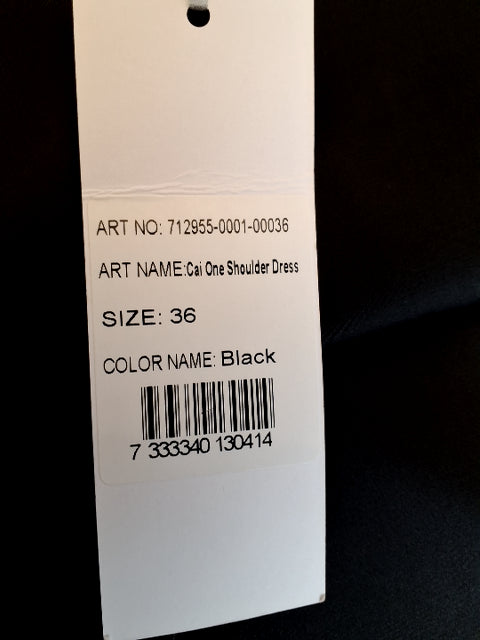 ART NO: 712955-0001-00036
ART NAME:Cai One Shoulder Dress
SIZE: 36
COLOR NAME: Black
7 333340 130414